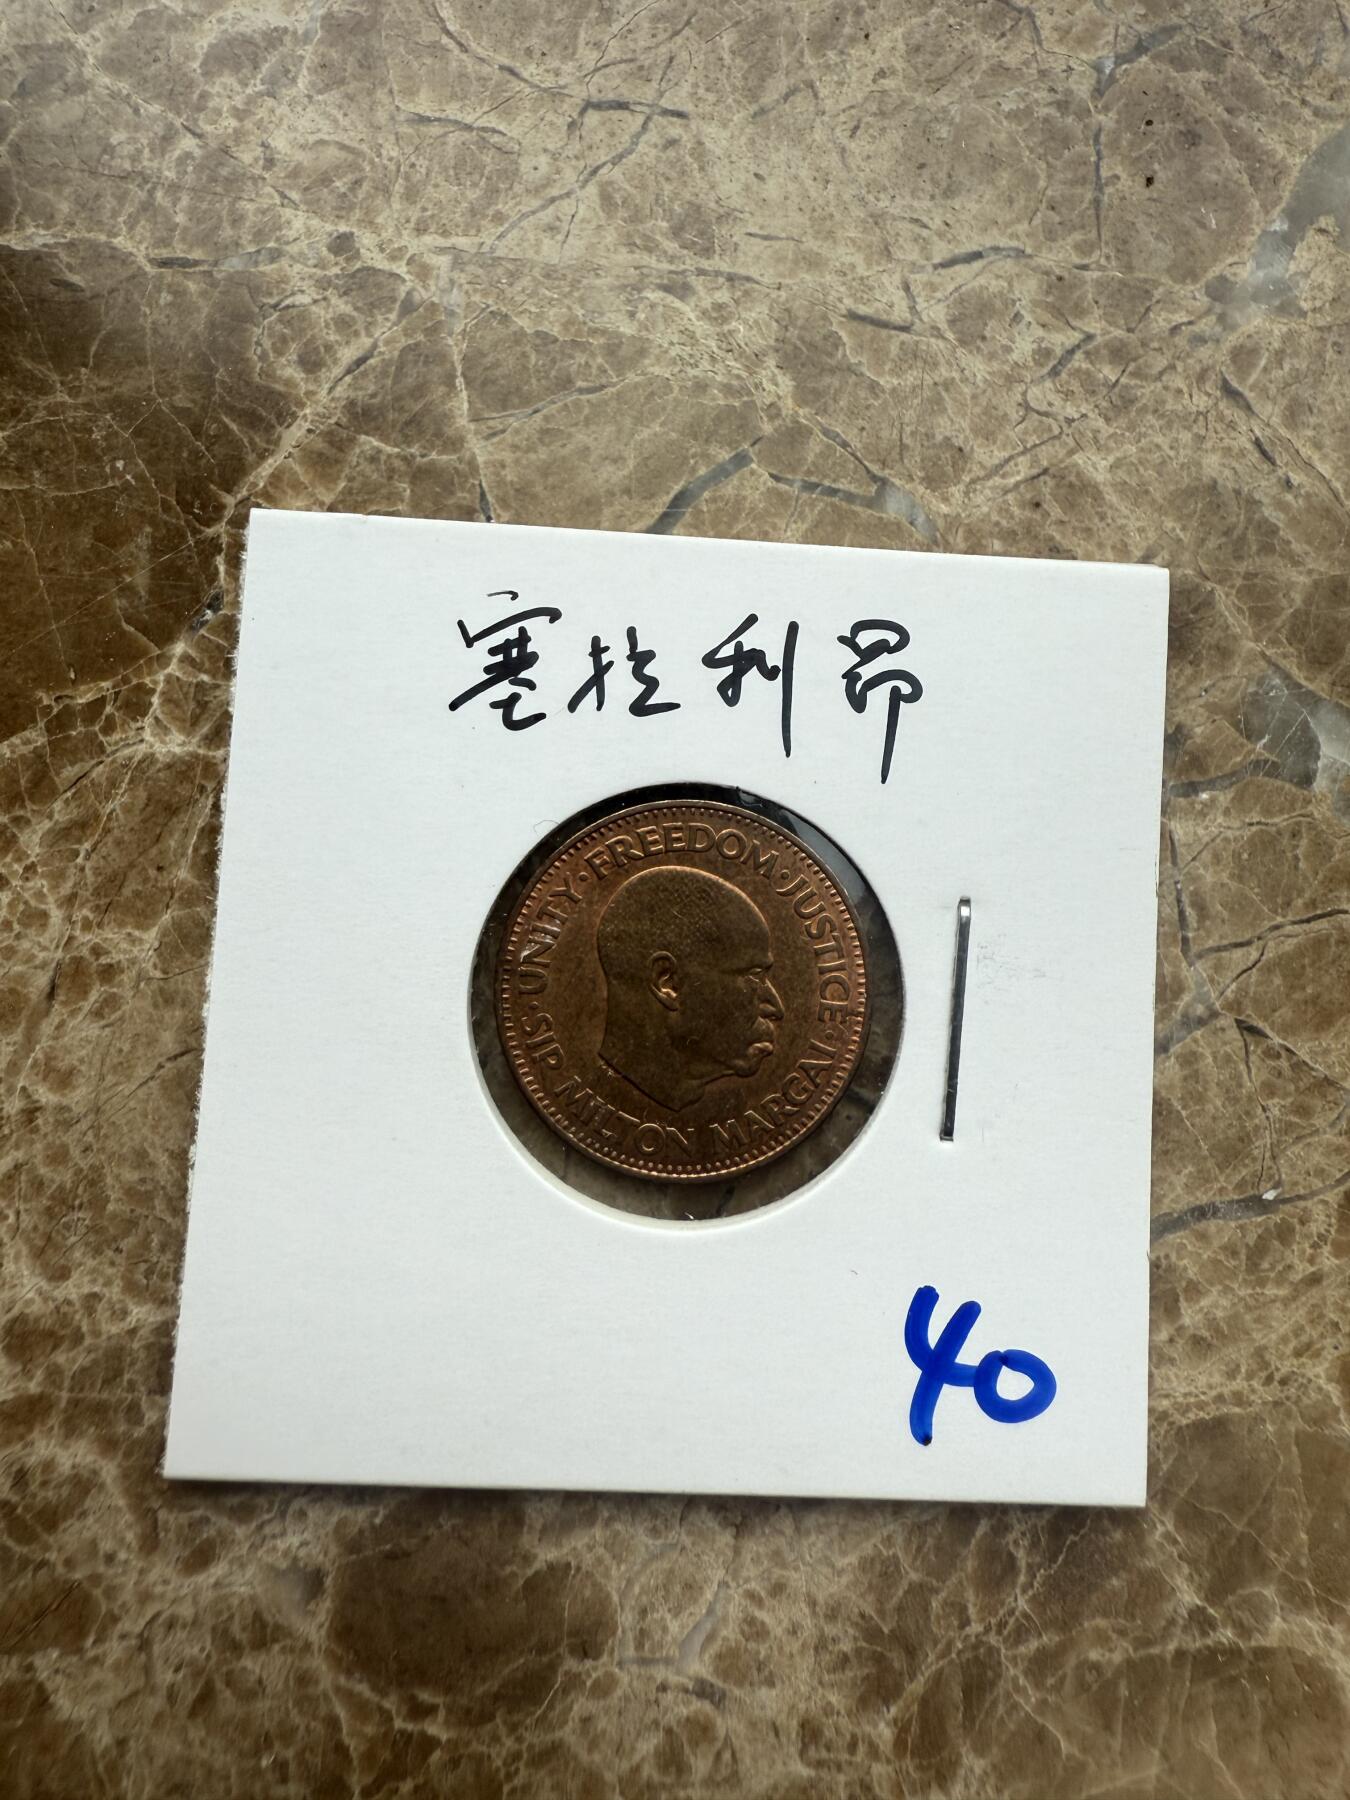 塞拉利昂
·UNITY·FREEDOM·JUSTICE·
SIR MILTON MARGAI
40